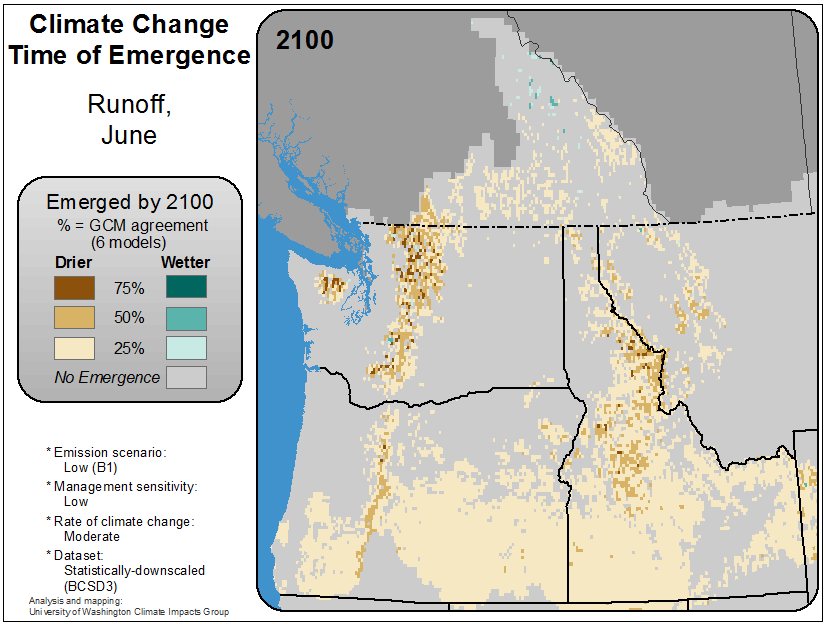 Climate Change
Time of Emergence
Runoff,
June
2100
Emerged by 2100
% = GCM agreement
(6 models)
Drier Wetter
75%
50%
25%
No Emergence
* Emission scenario:
Low (B1)
* Management sensitivity:
Low
* Rate of climate change:
Moderate
* Dataset:
Statistically-downscaled
(BCSD3)
Analysis and mapping:
University of Washington Climate Impacts Group